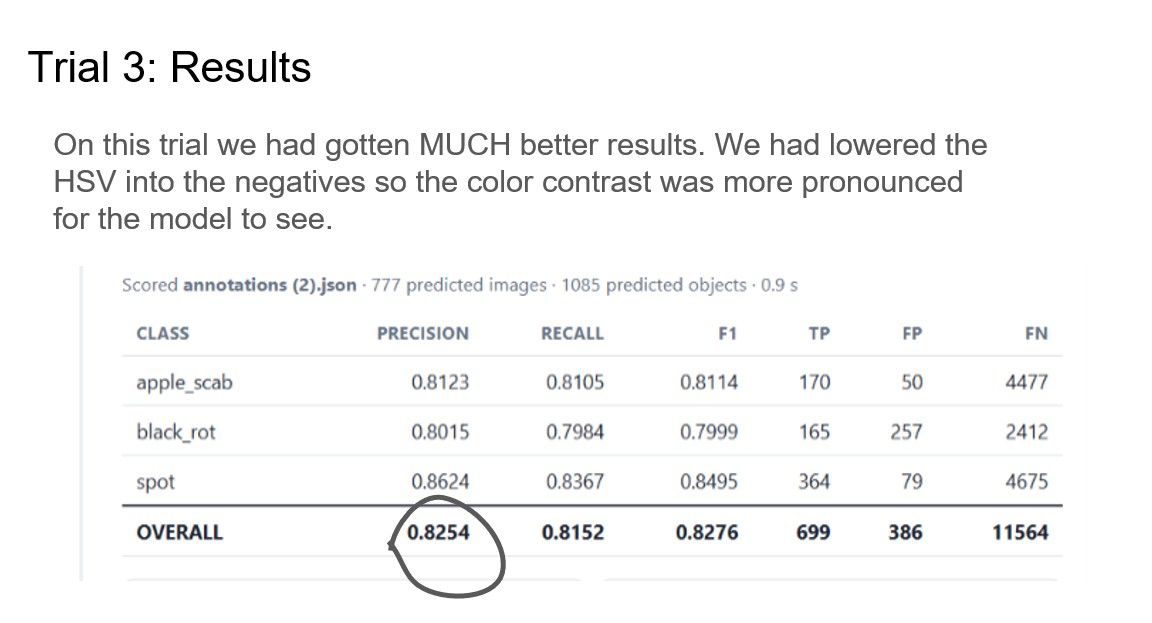 Trial 3: Results
On this trial we had gotten MUCH better results. We had lowered the
HSV into the negatives so the color contrast was more pronounced
for the model to see.
Scored annotations (2).json · 777 predicted images · 1085 predicted objects · 0.9 s
CLASS PRECISION RECALL F1 TP FP FN
apple_scab 0.8123 0.8105 0.8114 170 50 4477
black_rot 0.8015 0.7984 0.7999 165 257 2412
spot 0.8624 0.8367 0.8495 364 79 4675
OVERALL 0.8254 0.8152 0.8276 699 386 11564